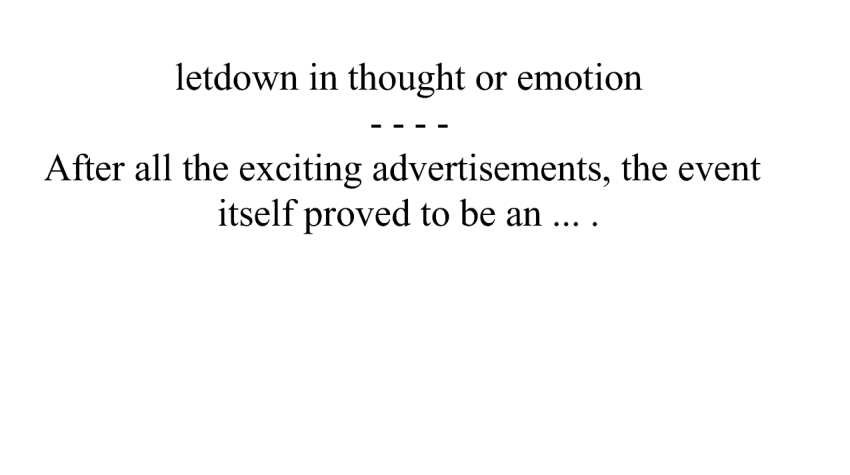 letdown in thought or emotion
- - - -
After all the exciting advertisements, the event
itself proved to be an ... .